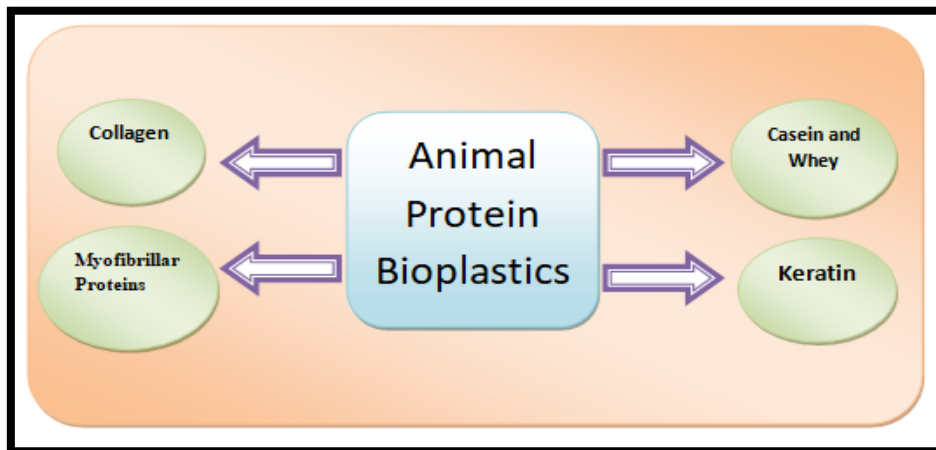 Collagen
Myofibrillar
Proteins
Animal
Protein
Bioplastics
Casein and
Whey
Keratin